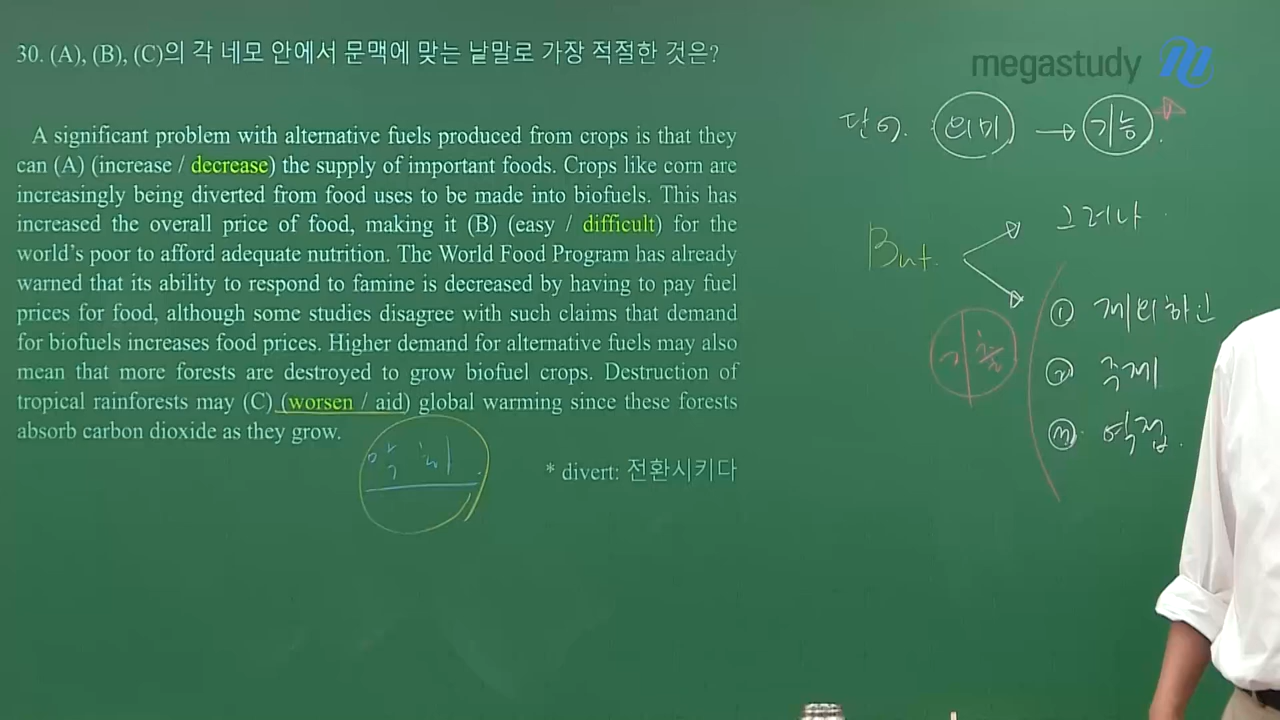 30. (A), (B), (C)의 각 네모 안에서 문맥에 맞는 낱말로 가장 적절한 것은?
megastudy
A significant problem with alternative fuels produced from crops is that they
can (A) (increase / decrease) the supply of important foods. Crops like corn are
increasingly being diverted from food uses to be made into biofuels. This has
increased the overall price of food, making it (B) (easy / difficult) for the
world's poor to afford adequate nutrition. The World Food Program has already
warned that its ability to respond to famine is decreased by having to pay fuel
prices for food, although some studies disagree with such claims that demand
for biofuels increases food prices. Higher demand for alternative fuels may also
mean that more forests are destroyed to grow biofuel crops. Destruction of
tropical rainforests may (C) (worsen / aid) global warming since these forests
absorb carbon dioxide as they grow.
* divert: 전환시키다
단어. 의미 → 기능.
But.
그러나
① 제외하고
②
③ 역접.